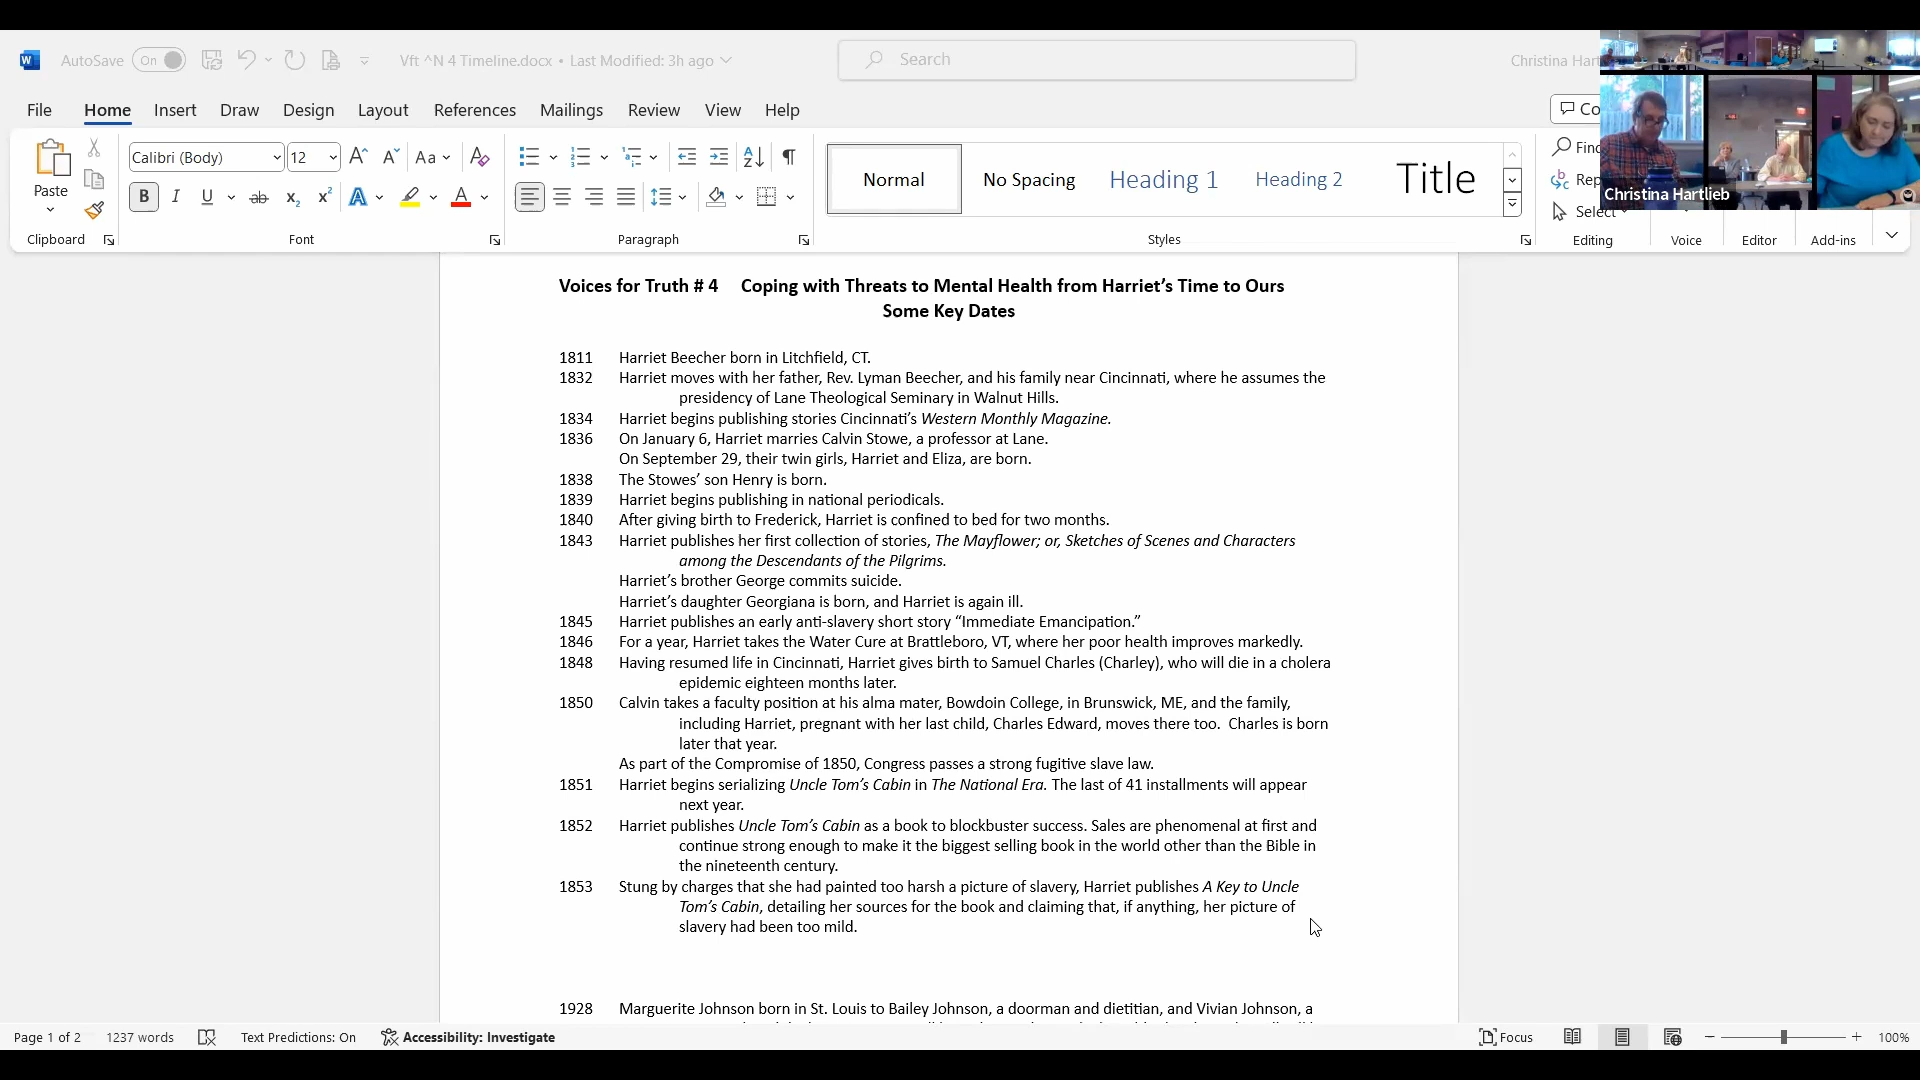 AutoSave On Vft ^N 4 Timeline.docx • Last Modified: 3h ago Search
File Home Insert Draw Design Layout References Mailings Review View Help
Paste
Clipboard
Calibri (Body) 12
Font
Paragraph
Normal No Spacing Heading 1 Heading 2 Title
Styles
Select
Editing
Voice
Editor
Add-ins
Christina Hartlieb
Voices for Truth # 4 Coping with Threats to Mental Health from Harriet’s Time to Ours
Some Key Dates
1811 Harriet Beecher born in Litchfield, CT.
1832 Harriet moves with her father, Rev. Lyman Beecher, and his family near Cincinnati, where he assumes the
presidency of Lane Theological Seminary in Walnut Hills.
1834 Harriet begins publishing stories Cincinnati’s Western Monthly Magazine.
1836 On January 6, Harriet marries Calvin Stowe, a professor at Lane.
On September 29, their twin girls, Harriet and Eliza, are born.
1838 The Stowes’ son Henry is born.
1839 Harriet begins publishing in national periodicals.
1840 After giving birth to Frederick, Harriet is confined to bed for two months.
1843 Harriet publishes her first collection of stories, The Mayflower; or, Sketches of Scenes and Characters
among the Descendants of the Pilgrims.
Harriet’s brother George commits suicide.
Harriet’s daughter Georgiana is born, and Harriet is again ill.
1845 Harriet publishes an early anti-slavery short story “Immediate Emancipation.”
1846 For a year, Harriet takes the Water Cure at Brattleboro, VT, where her poor health improves markedly.
1848 Having resumed life in Cincinnati, Harriet gives birth to Samuel Charles (Charley), who will die in a cholera
epidemic eighteen months later.
1850 Calvin takes a faculty position at his alma mater, Bowdoin College, in Brunswick, ME, and the family,
including Harriet, pregnant with her last child, Charles Edward, moves there too. Charles is born
later that year.
As part of the Compromise of 1850, Congress passes a strong fugitive slave law.
1851 Harriet begins serializing Uncle Tom’s Cabin in The National Era. The last of 41 installments will appear
next year.
1852 Harriet publishes Uncle Tom’s Cabin as a book to blockbuster success. Sales are phenomenal at first and
continue strong enough to make it the biggest selling book in the world other than the Bible in
the nineteenth century.
1853 Stung by charges that she had painted too harsh a picture of slavery, Harriet publishes A Key to Uncle
Tom’s Cabin, detailing her sources for the book and claiming that, if anything, her picture of
slavery had been too mild.
1928 Marguerite Johnson born in St. Louis to Bailey Johnson, a doorman and dietitian, and Vivian Johnson, a
Page 1 of 2 1237 words Text Predictions: On Accessibility: Investigate Focus 100%